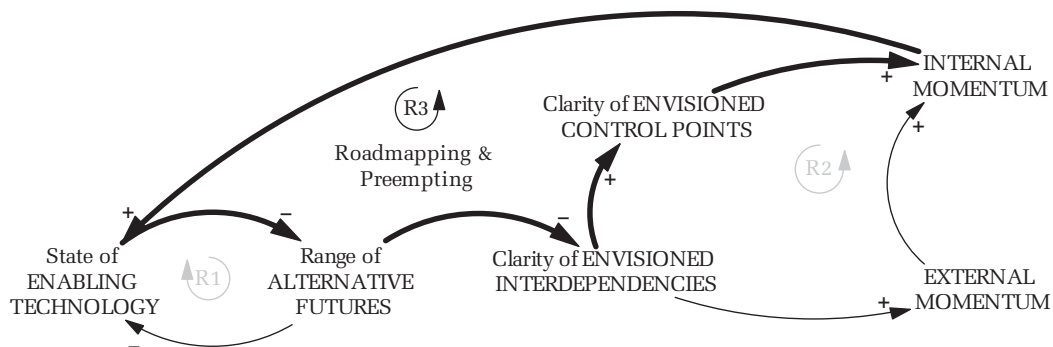 INTERNAL
MOMENTUM
+
Clarity of ENVISIONED
CONTROL POINTS
R3
+
Roadmapping &
Preempting
R2
+
+
–
–
State of
ENABLING
TECHNOLOGY
R1
Range of
ALTERNATIVE
FUTURES
Clarity of ENVISIONED
INTERDEPENDENCIES
EXTERNAL
MOMENTUM
+
–